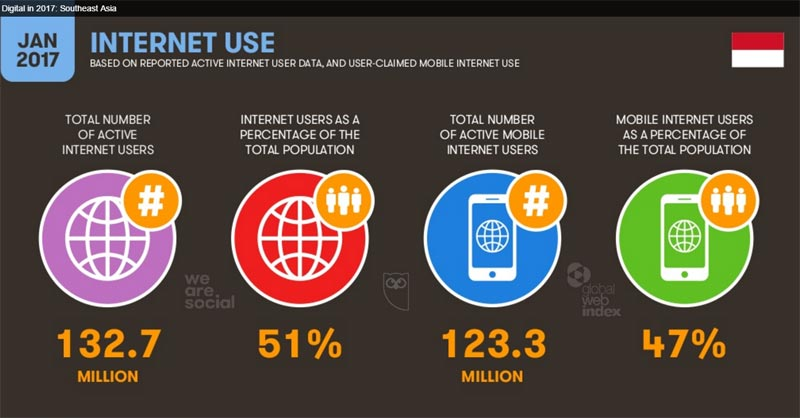 Digital in 2017: Southeast Asia
JAN
2017
INTERNET USE
BASED ON REPORTED ACTIVE INTERNET USER DATA, AND USER-CLAIMED MOBILE INTERNET USE
TOTAL NUMBER
OF ACTIVE
INTERNET USERS
INTERNET USERS AS A
PERCENTAGE OF THE
TOTAL POPULATION
TOTAL NUMBER
OF ACTIVE MOBILE
INTERNET USERS
MOBILE INTERNET USERS
AS A PERCENTAGE OF
THE TOTAL POPULATION
#
#
we
are
social
global
web
index
132.7
MILLION
51%
123.3
MILLION
47%